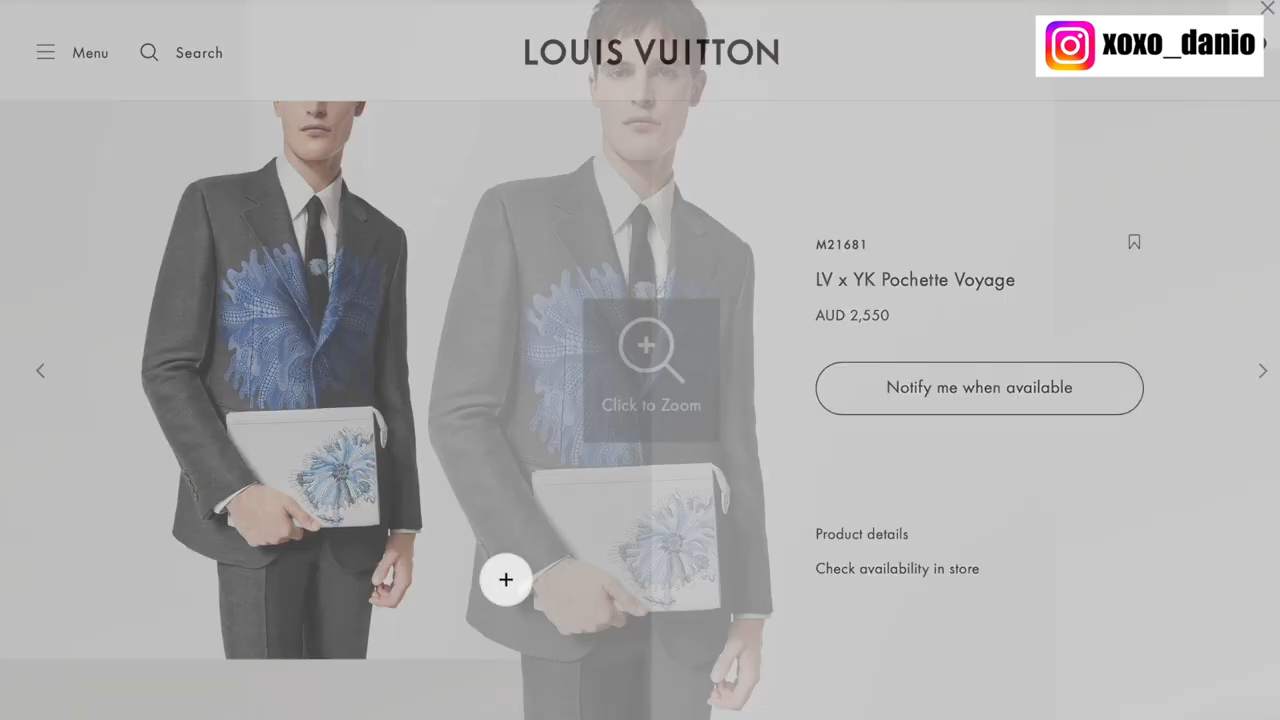 Menu
Search
LOUIS VUITTON
xoxo_danio
M21681
LV x YK Pochette Voyage
AUD 2,550
Notify me when available
Click to Zoom
Product details
Check availability in store